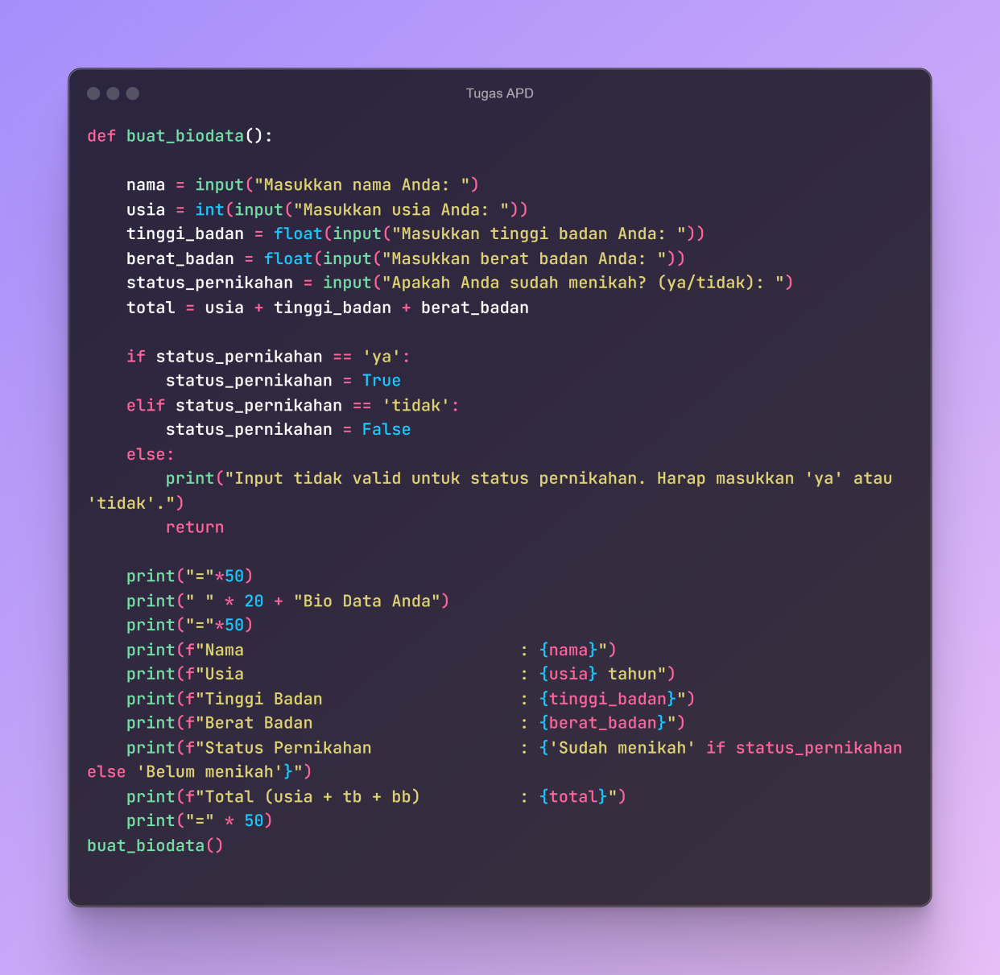 Tugas APD
def buat_biodata():

    nama = input("Masukkan nama Anda: ")
    usia = int(input("Masukkan usia Anda: "))
    tinggi_badan = float(input("Masukkan tinggi badan Anda: "))
    berat_badan = float(input("Masukkan berat badan Anda: "))
    status_pernikahan = input("Apakah Anda sudah menikah? (ya/tidak): ")
    total = usia + tinggi_badan + berat_badan

    if status_pernikahan == 'ya':
        status_pernikahan = True
    elif status_pernikahan == 'tidak':
        status_pernikahan = False
    else:
        print("Input tidak valid untuk status pernikahan. Harap masukkan 'ya' atau
'tidak'.")
        return

    print("="*50)
    print(" " * 20 + "Bio Data Anda")
    print("="*50)
    print(f"Nama                            : {nama}")
    print(f"Usia                            : {usia} tahun")
    print(f"Tinggi Badan                    : {tinggi_badan}")
    print(f"Berat Badan                     : {berat_badan}")
    print(f"Status Pernikahan               : {'Sudah menikah' if status_pernikahan
else 'Belum menikah'}")
    print(f"Total (usia + tb + bb)          : {total}")
    print("=" * 50)
buat_biodata()